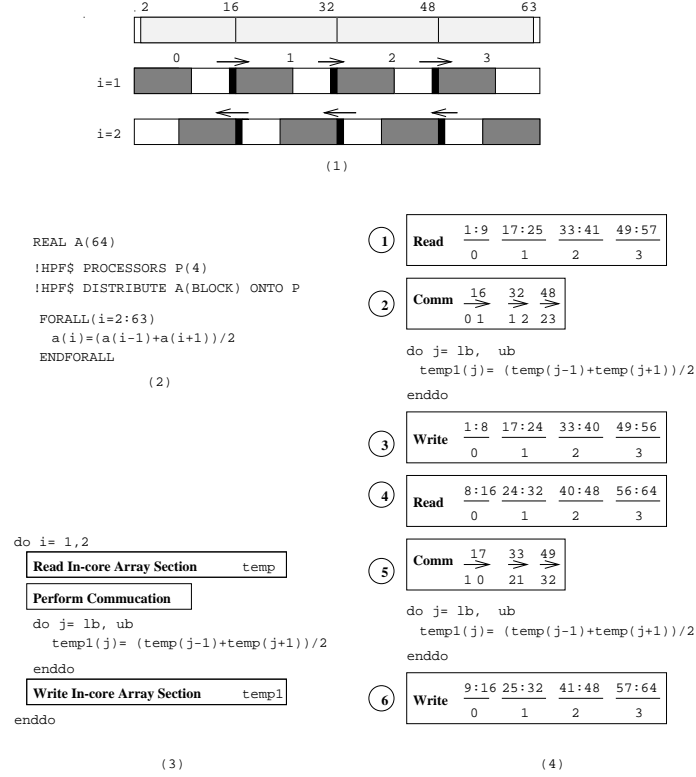 2 16 32 48 63
0 1 2 3
i=1
i=2
(1)
REAL A(64)
!HPF$ PROCESSORS P(4)
!HPF$ DISTRIBUTE A(BLOCK) ONTO P
FORALL(i=2:63)
a(i)=(a(i-1)+a(i+1))/2
ENDFORALL
(2)
do i= 1,2
Read In-core Array Section temp
Perform Commucation
do j= lb, ub
temp1(j)= (temp(j-1)+temp(j+1))/2
enddo
Write In-core Array Section temp1
enddo
(3)
1 Read 1:9 17:25 33:41 49:57
0 1 2 3
2 Comm 16 32 48
0 1 1 2 23
do j= lb, ub
temp1(j)= (temp(j-1)+temp(j+1))/2
enddo
3 Write 1:8 17:24 33:40 49:56
0 1 2 3
4 Read 8:16 24:32 40:48 56:64
0 1 2 3
5 Comm 17 33 49
1 0 21 32
do j= lb, ub
temp1(j)= (temp(j-1)+temp(j+1))/2
enddo
6 Write 9:16 25:32 41:48 57:64
0 1 2 3
(4)